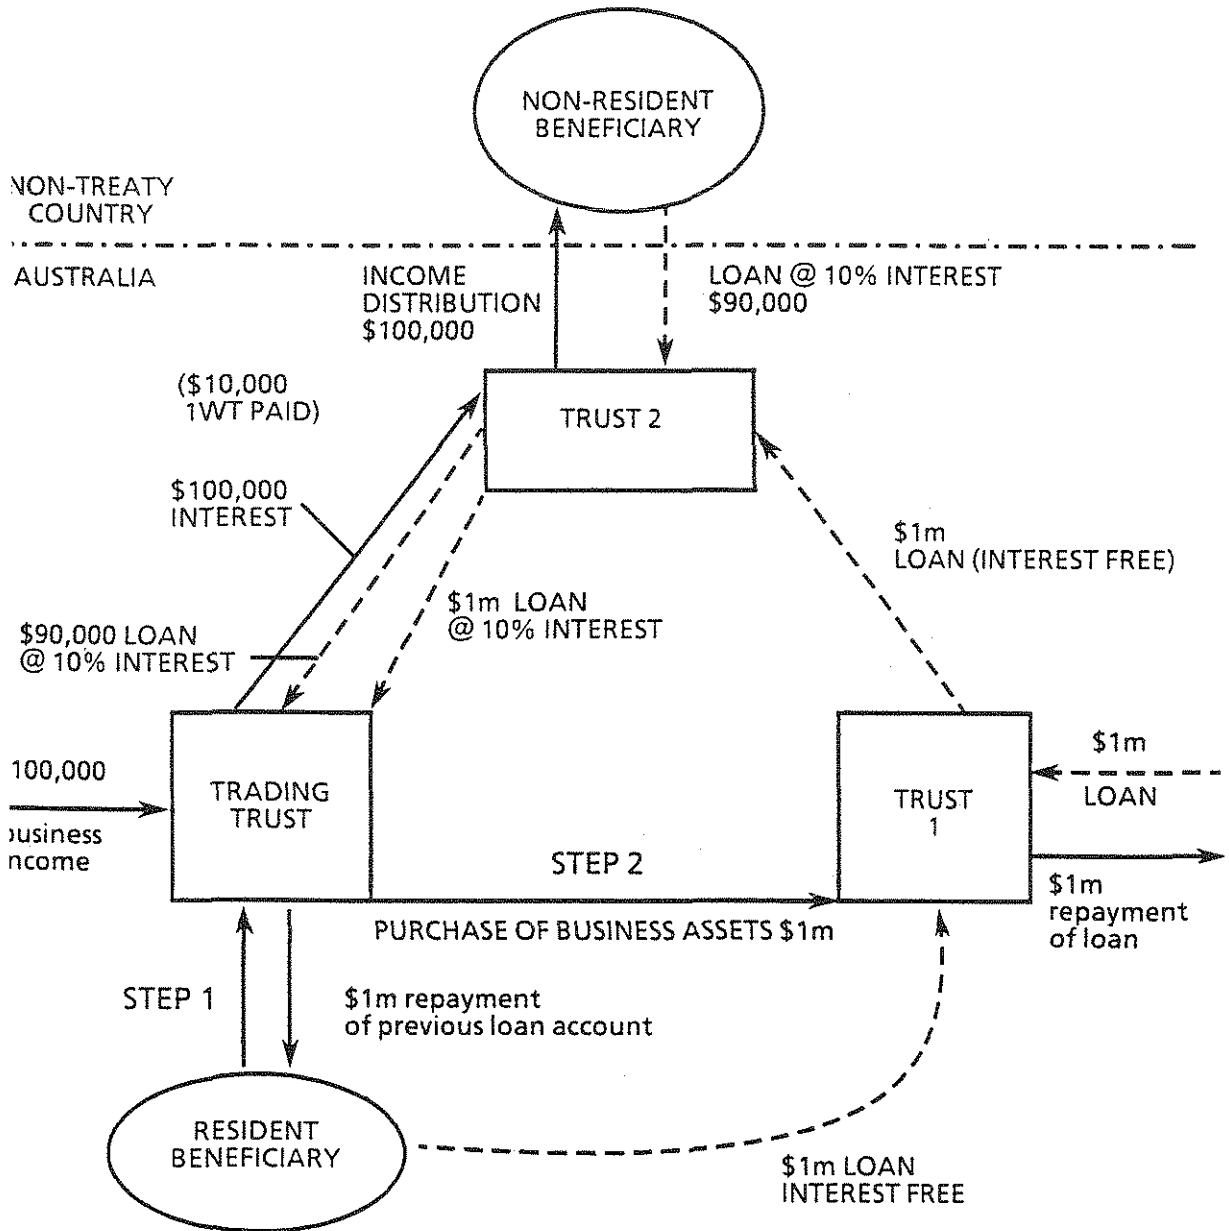 NON-RESIDENT
BENEFICIARY
NON-TREATY
COUNTRY
AUSTRALIA
INCOME
DISTRIBUTION
$100,000
LOAN @ 10% INTEREST
$90,000
($10,000
1WT PAID)
TRUST 2
$100,000
INTEREST
$1m
LOAN (INTEREST FREE)
$1m LOAN
@ 10% INTEREST
$90,000 LOAN
@ 10% INTEREST
100,000
business
ncome
TRADING
TRUST
TRUST
1
$1m
LOAN
STEP 2
PURCHASE OF BUSINESS ASSETS $1m
$1m
repayment
of loan
STEP 1
$1m repayment
of previous loan account
RESIDENT
BENEFICIARY
$1m LOAN
INTEREST FREE